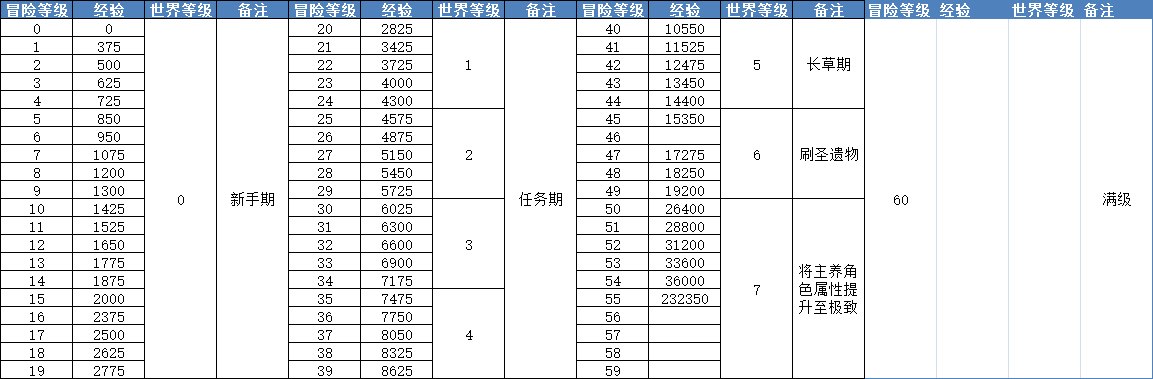 冒险等级 经验 世界等级 备注 冒险等级 经验 世界等级 备注 冒险等级 经验 世界等级 备注 冒险等级 经验 世界等级 备注
0 0 20 2825 40 10550
1 375 21 3425 41 11525
2 500 22 3725 1 42 12475 5 长草期
3 625 23 4000 43 13450
4 725 24 4300 44 14400
5 850 25 4575 45 15350
6 950 26 4875 46
7 1075 27 5150 2 47 17275 6 刷圣遗物
8 1200 28 5450 48 18250
9 1300 29 5725 49 19200
10 1425 0 新手期 30 6025 任务期 50 26400 60 满级
11 1525 31 6300 51 28800
12 1650 32 6600 3 52 31200
13 1775 33 6900 53 33600 将主养角
14 1875 34 7175 54 36000 色属性提
15 2000 35 7475 55 232350 7 升至极致
16 2375 36 7750 56
17 2500 37 8050 4 57
18 2625 38 8325 58
19 2775 39 8625 59